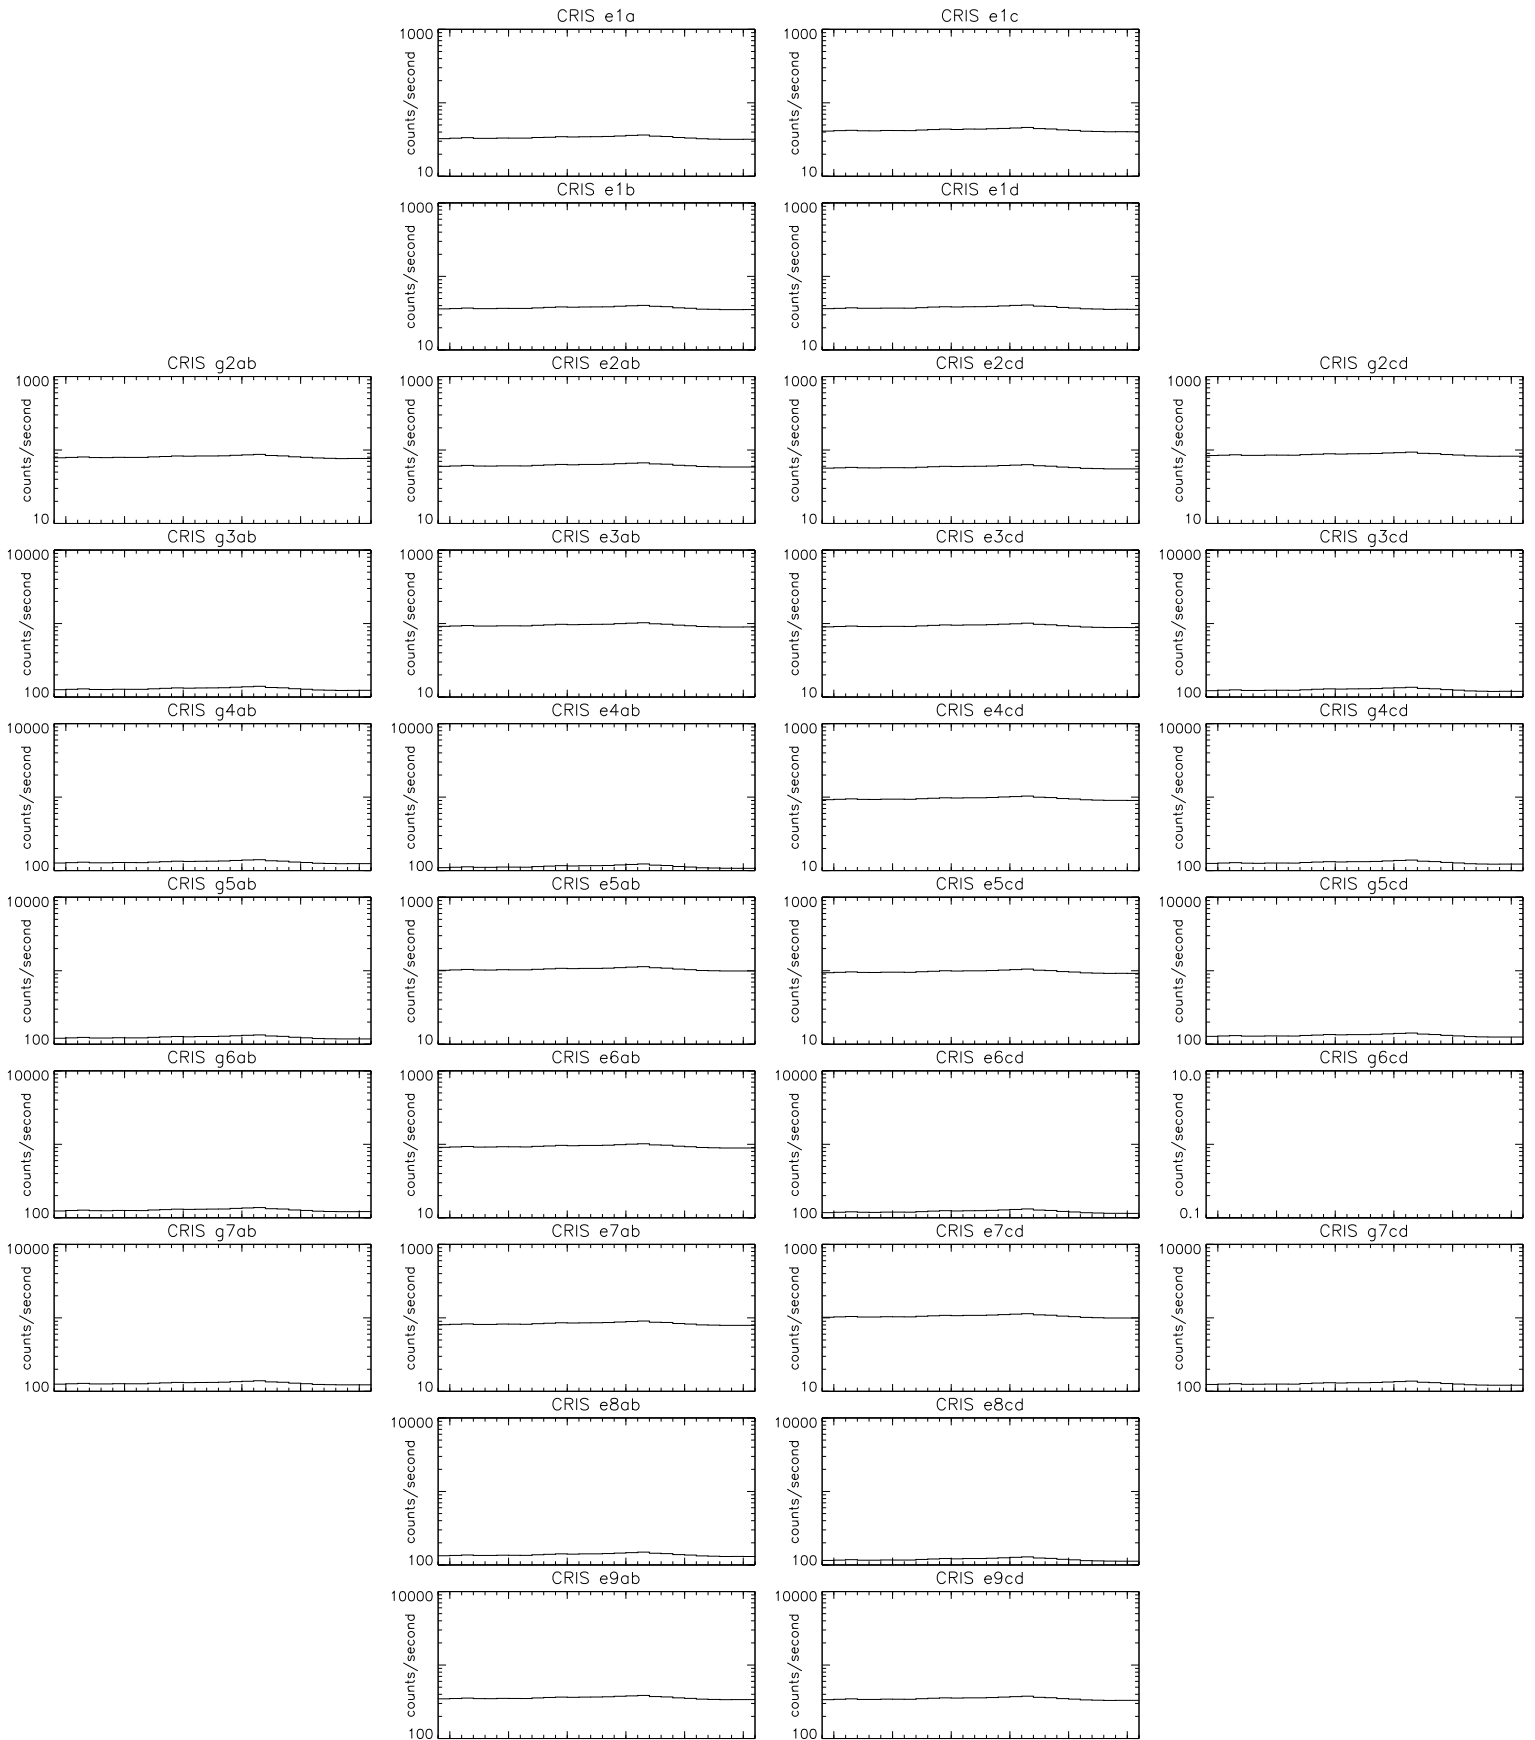 CRIS e1a
CRIS e1c
1000
counts/second
10
1000
counts/second
10
CRIS e1b
CRIS e1d
1000
counts/second
10
1000
counts/second
10
CRIS g2ab
CRIS e2ab
CRIS e2cd
CRIS g2cd
1000
counts/second
10
1000
counts/second
10
1000
counts/second
10
1000
counts/second
10
CRIS g3ab
CRIS e3ab
CRIS e3cd
CRIS g3cd
10000
counts/second
100
1000
counts/second
10
1000
counts/second
10
10000
counts/second
100
CRIS g4ab
CRIS e4ab
CRIS e4cd
CRIS g4cd
10000
counts/second
100
10000
counts/second
100
1000
counts/second
10
10000
counts/second
100
CRIS g5ab
CRIS e5ab
CRIS e5cd
CRIS g5cd
10000
counts/second
100
1000
counts/second
10
1000
counts/second
10
10000
counts/second
100
CRIS g6ab
CRIS e6ab
CRIS e6cd
CRIS g6cd
10000
counts/second
100
1000
counts/second
10
10000
counts/second
100
10.0
counts/second
0.1
CRIS g7ab
CRIS e7ab
CRIS e7cd
CRIS g7cd
10000
counts/second
100
1000
counts/second
10
1000
counts/second
10
10000
counts/second
100
CRIS e8ab
CRIS e8cd
10000
counts/second
100
10000
counts/second
100
CRIS e9ab
CRIS e9cd
10000
counts/second
100
10000
counts/second
100